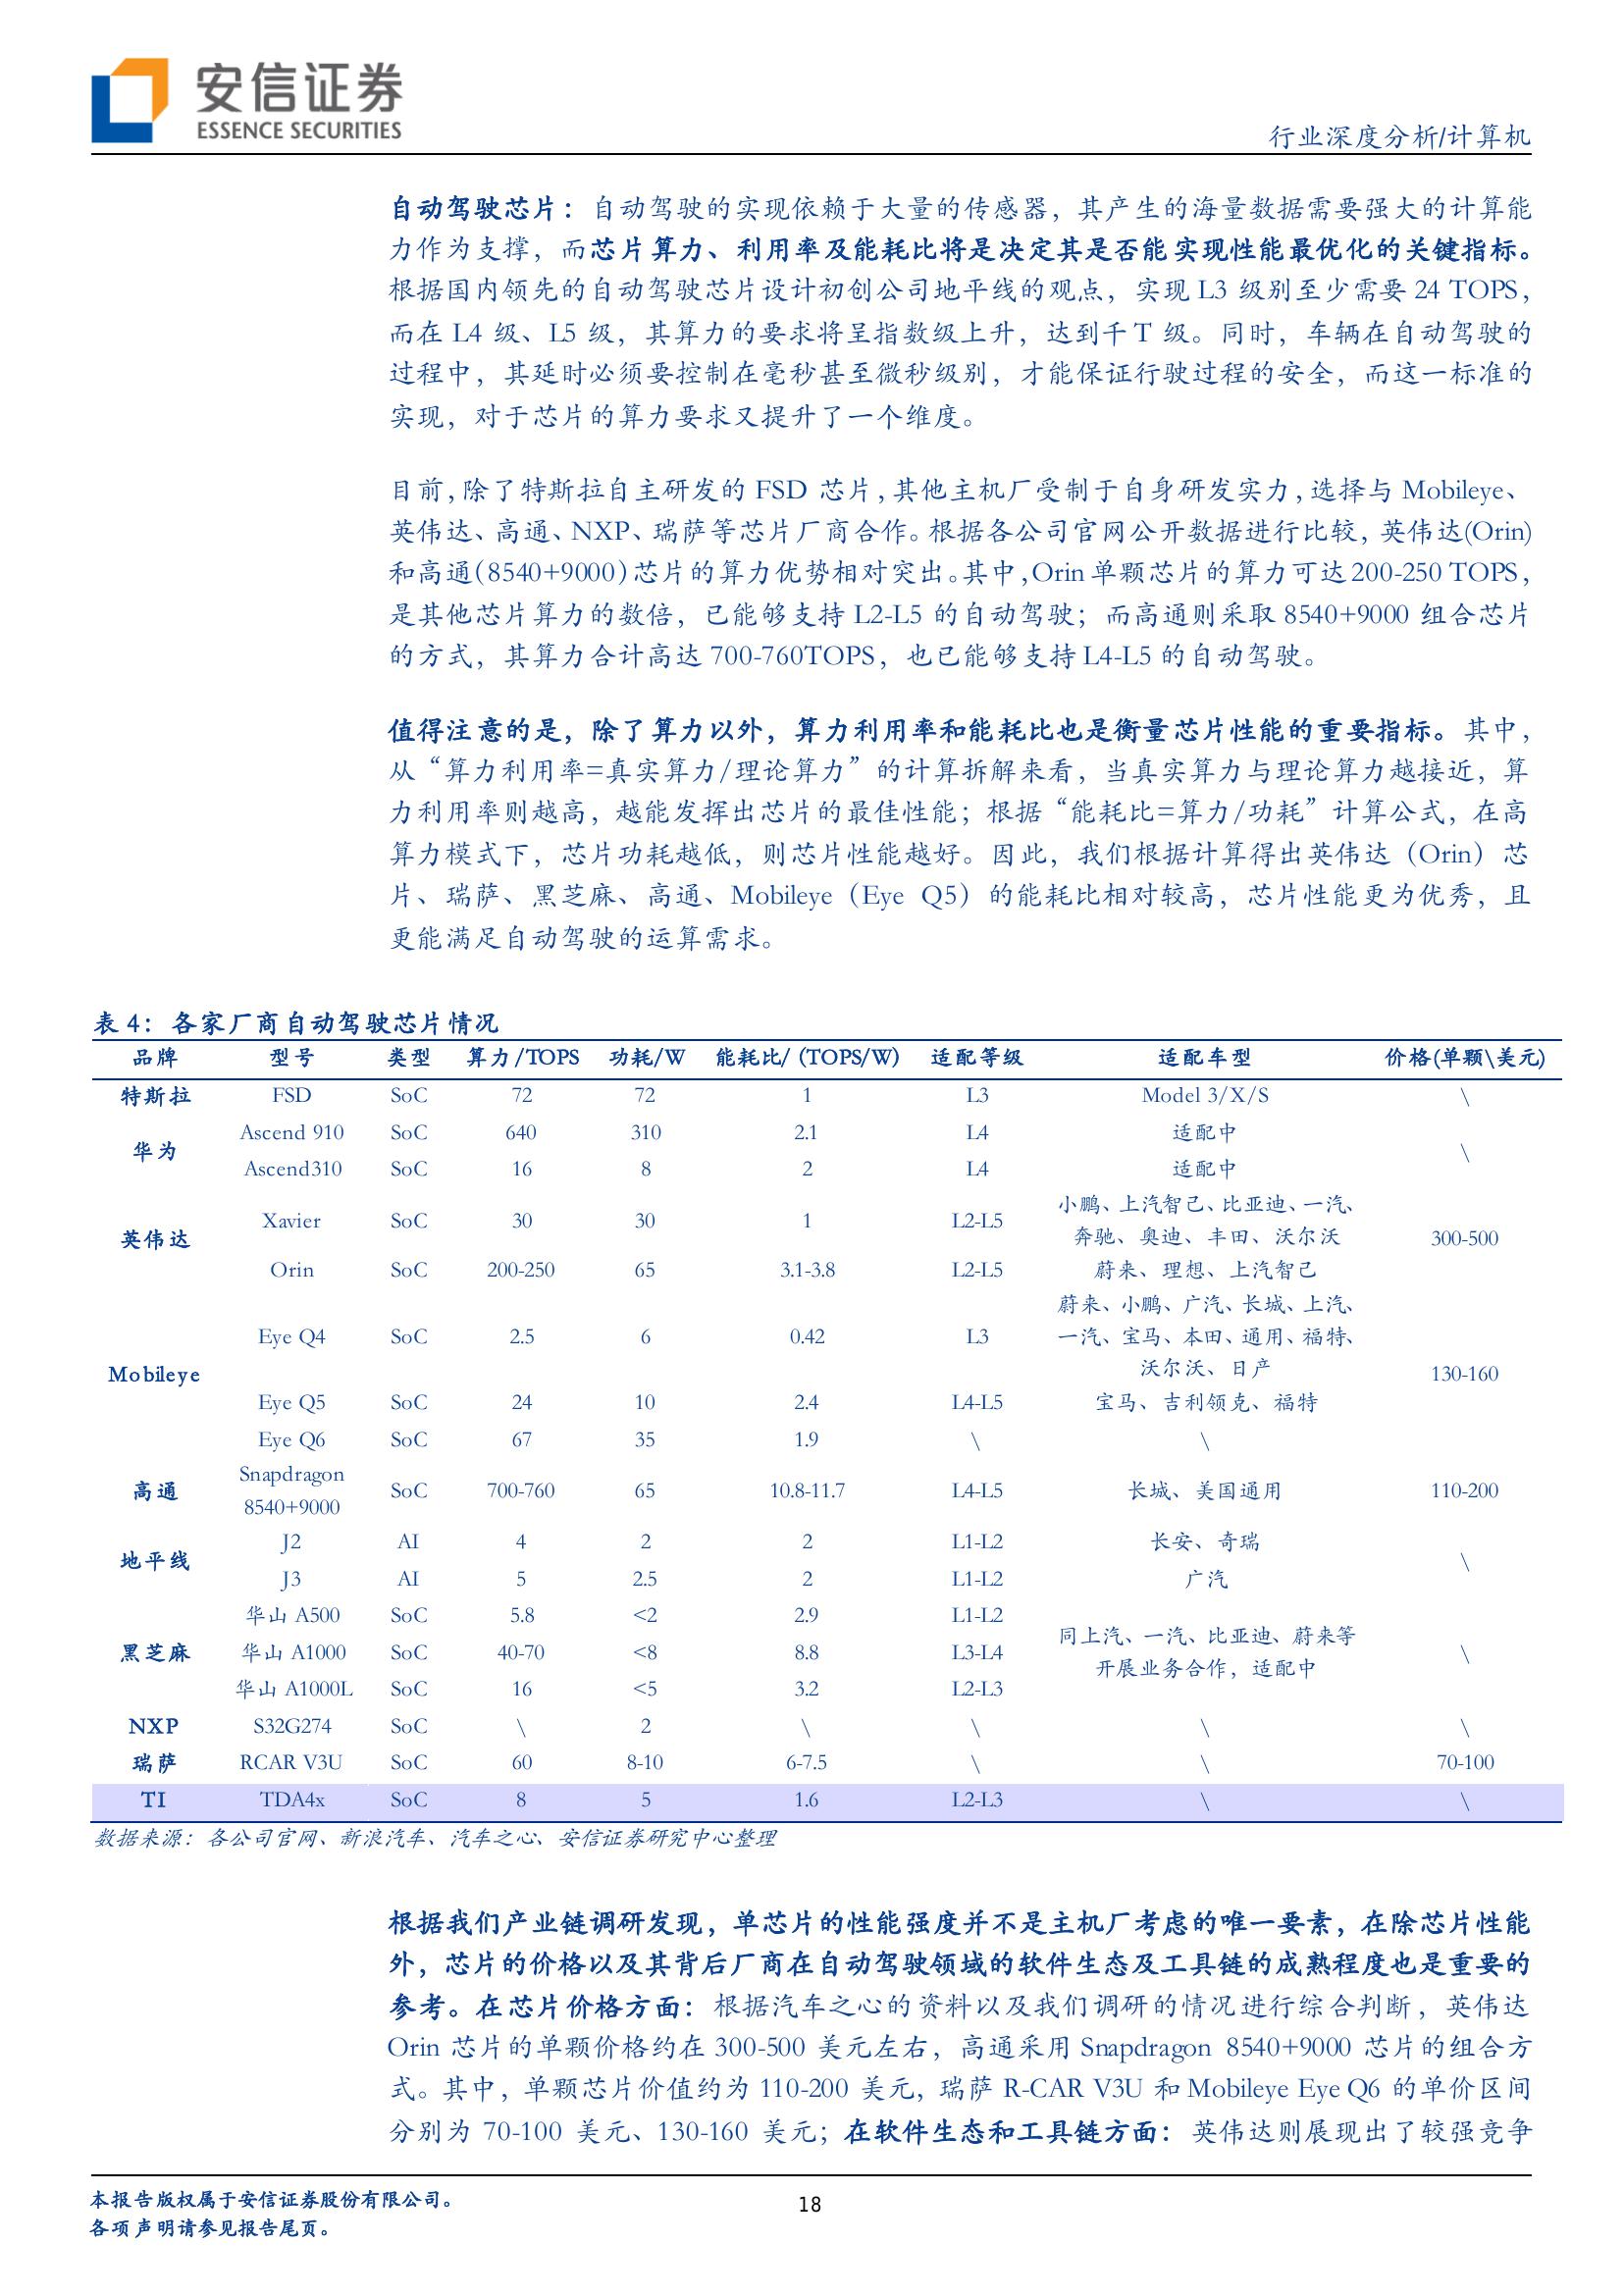 安信证券
ESSENCE SECURITIES
行业深度分析/计算机
自动驾驶芯片：自动驾驶的实现依赖于大量的传感器，其产生的海量数据需要强大的计算能
力作为支撑，而芯片算力、利用率及能耗比将是决定其是否能实现性能最优化的关键指标。
根据国内领先的自动驾驶芯片设计初创公司地平线的观点，实现 L3 级别至少需要 24 TOPS，
而在 L4 级、L5 级，其算力的要求将呈指数级上升，达到千 T 级。同时，车辆在自动驾驶的
过程中，其延时必须要控制在毫秒甚至微秒级别，才能保证行驶过程的安全，而这一标准的
实现，对于芯片的算力要求又提升了一个维度。
目前，除了特斯拉自主研发的 FSD 芯片，其他主机厂受制于自身研发实力，选择与 Mobileye、
英伟达、高通、NXP、瑞萨等芯片厂商合作。根据各公司官网公开数据进行比较，英伟达(Orin)
和高通（8540+9000）芯片的算力优势相对突出。其中，Orin 单颗芯片的算力可达 200-250 TOPS，
是其他芯片算力的数倍，已能够支持 L2-L5 的自动驾驶；而高通则采取 8540+9000 组合芯片
的方式，其算力合计高达 700-760TOPS，也已能够支持 L4-L5 的自动驾驶。
值得注意的是，除了算力以外，算力利用率和能耗比也是衡量芯片性能的重要指标。其中，
从“算力利用率=真实算力/理论算力”的计算拆解来看，当真实算力与理论算力越接近，算
力利用率则越高，越能发挥出芯片的最佳性能；根据“能耗比=算力/功耗”计算公式，在高
算力模式下，芯片功耗越低，则芯片性能越好。因此，我们根据计算得出英伟达（Orin）芯
片、瑞萨、黑芝麻、高通、Mobileye（Eye Q5）的能耗比相对较高，芯片性能更为优秀，且
更能满足自动驾驶的运算需求。
表 4：各家厂商自动驾驶芯片情况
品牌 型号 类型 算力/TOPS 功耗/W 能耗比/（TOPS/W） 适配等级 适配车型 价格(单颗\美元)
特斯拉 FSD SoC 72 72 1 L3 Model 3/X/S \
华为 Ascend 910 SoC 640 310 2.1 L4 适配中 \
Ascend310 SoC 16 8 2 L4 适配中
英伟达 Xavier SoC 30 30 1 L2-L5 小鹏、上汽智己、比亚迪、一汽、
奔驰、奥迪、丰田、沃尔沃 300-500
Orin SoC 200-250 65 3.1-3.8 L2-L5 蔚来、理想、上汽智己
Mobileye Eye Q4 SoC 2.5 6 0.42 L3 蔚来、小鹏、广汽、长城、上汽、
一汽、宝马、本田、通用、福特、
沃尔沃、日产 130-160
Eye Q5 SoC 24 10 2.4 L4-L5 宝马、吉利领克、福特
Eye Q6 SoC 67 35 1.9 \ \
高通 Snapdragon
8540+9000 SoC 700-760 65 10.8-11.7 L4-L5 长城、美国通用 110-200
地平线 J2 AI 4 2 2 L1-L2 长安、奇瑞 \
J3 AI 5 2.5 2 L1-L2 广汽
华山 A500 SoC 5.8 <2 2.9 L1-L2
黑芝麻 华山 A1000 SoC 40-70 <8 8.8 L3-L4 同上汽、一汽、比亚迪、蔚来等
开展业务合作，适配中 \
华山 A1000L SoC 16 <5 3.2 L2-L3
NXP S32G274 SoC \ 2 \ \ \ \
瑞萨 RCAR V3U SoC 60 8-10 6-7.5 \ \ 70-100
TI TDA4x SoC 8 5 1.6 L2-L3 \ \
数据来源：各公司官网、新浪汽车、汽车之心、安信证券研究中心整理
根据我们产业链调研发现，单芯片的性能强度并不是主机厂考虑的唯一要素，在除芯片性能
外，芯片的价格以及其背后厂商在自动驾驶领域的软件生态及工具链的成熟程度也是重要的
参考。在芯片价格方面：根据汽车之心的资料以及我们调研的情况进行综合判断，英伟达
Orin 芯片的单颗价格约在 300-500 美元左右，高通采用 Snapdragon 8540+9000 芯片的组合方
式。其中，单颗芯片价值约为 110-200 美元，瑞萨 R-CAR V3U 和 Mobileye Eye Q6 的单价区间
分别为 70-100 美元、130-160 美元；在软件生态和工具链方面：英伟达则展现出了较强竞争
本报告版权属于安信证券股份有限公司。
各项声明请参见报告尾页。
18